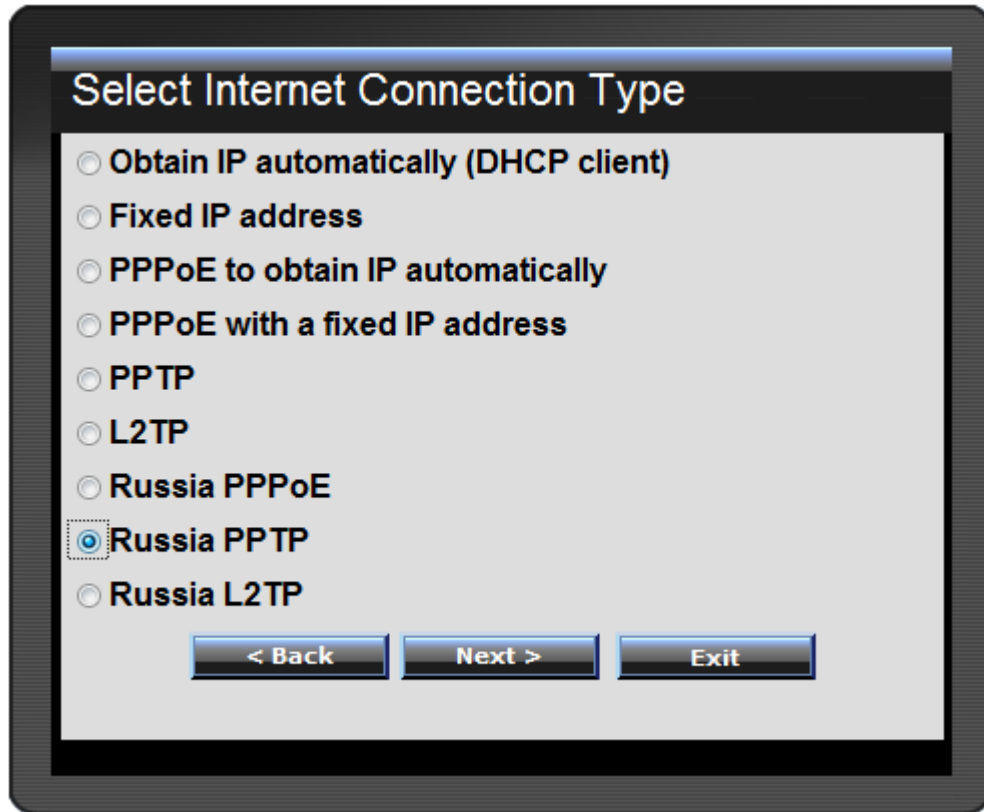 Select Internet Connection Type
Obtain IP automatically (DHCP client)
Fixed IP address
PPPoE to obtain IP automatically
PPPoE with a fixed IP address
PPTP
L2TP
Russia PPPoE
Russia PPTP
Russia L2TP
< Back Next > Exit